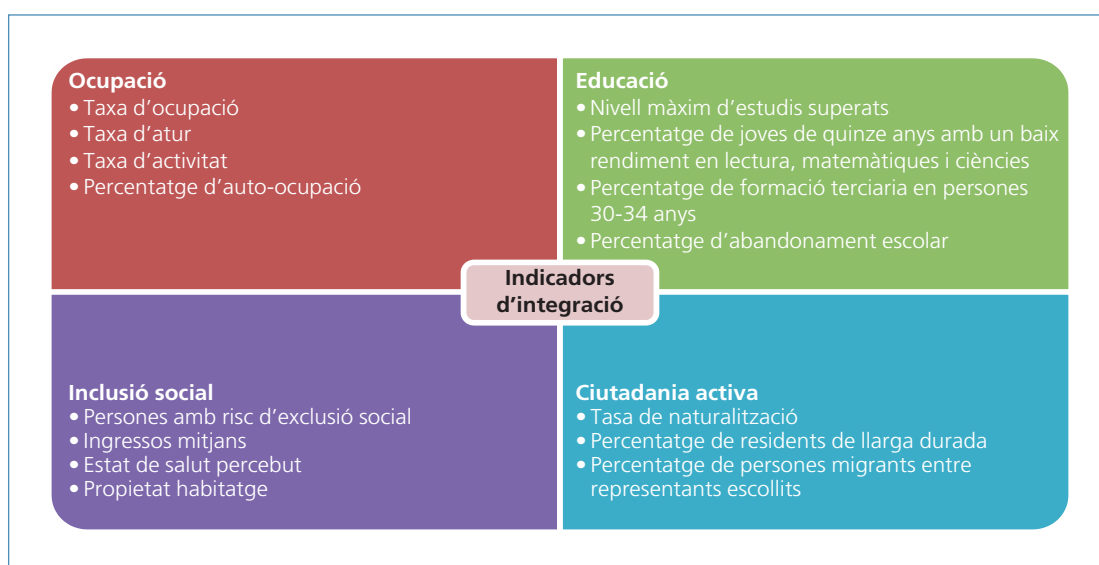 Ocupació
• Taxa d’ocupació
• Taxa d’atur
• Taxa d’activitat
• Percentatge d’auto-ocupació
Educació
• Nivell màxim d’estudis superats
• Percentatge de joves de quinze anys amb un baix
rendiment en lectura, matemàtiques i ciències
• Percentatge de formació terciaria en persones
30-34 anys
• Percentatge d’abandonament escolar
Indicadors
d’integració
Inclusió social
• Persones amb risc d’exclusió social
• Ingressos mitjans
• Estat de salut percebut
• Propietat habitatge
Ciutadania activa
• Tasa de naturalització
• Percentatge de residents de llarga durada
• Percentatge de persones migrants entre
representants escollits